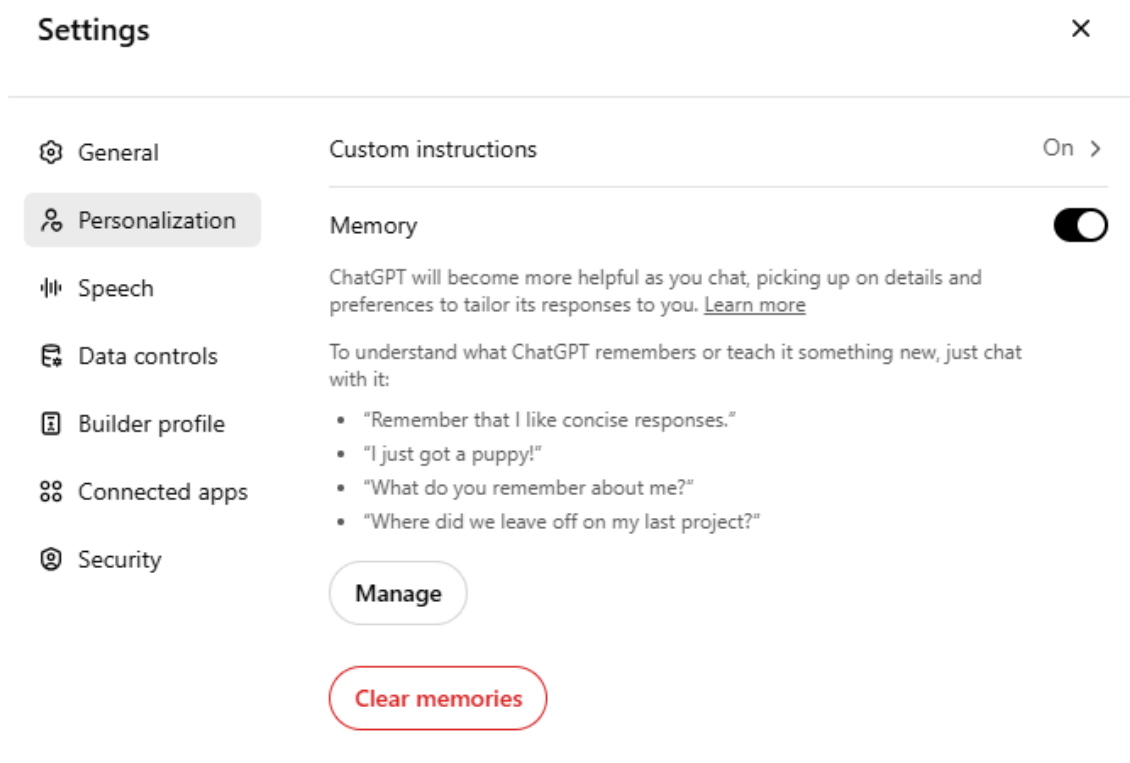 Settings
General
Personalization
Speech
Data controls
Builder profile
Connected apps
Security
Custom instructions
On
Memory
ChatGPT will become more helpful as you chat, picking up on details and
preferences to tailor its responses to you. Learn more
To understand what ChatGPT remembers or teach it something new, just chat
with it:
• “Remember that I like concise responses.”
• “I just got a puppy!”
• “What do you remember about me?”
• “Where did we leave off on my last project?”
Manage
Clear memories